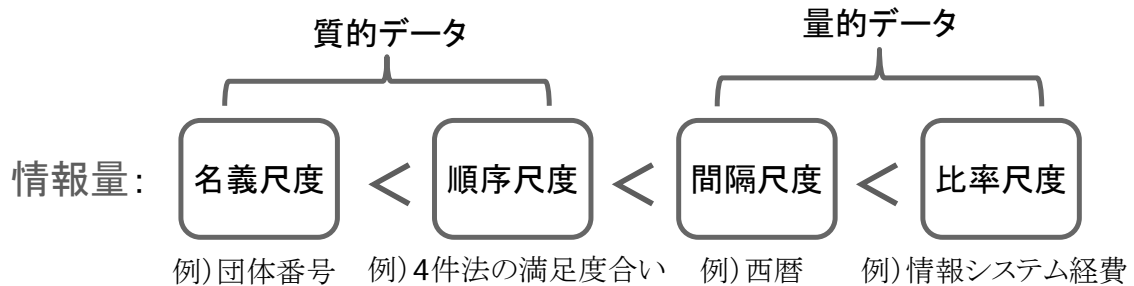 質的データ 量的データ
情報量: 名義尺度 < 順序尺度 < 間隔尺度 < 比率尺度
例)団体番号 例)4件法の満足度合い 例)西暦 例)情報システム経費